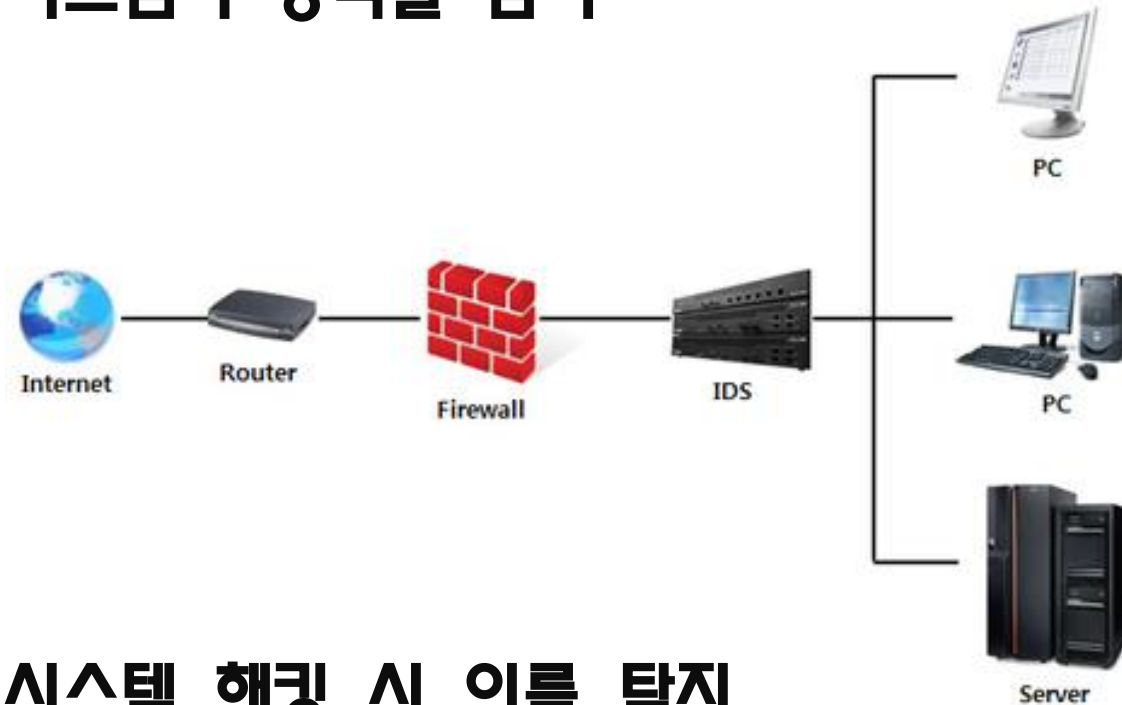 PC
Internet
Router
Firewall
IDS
PC
Server
시스템 해킹 시 이를 탐지